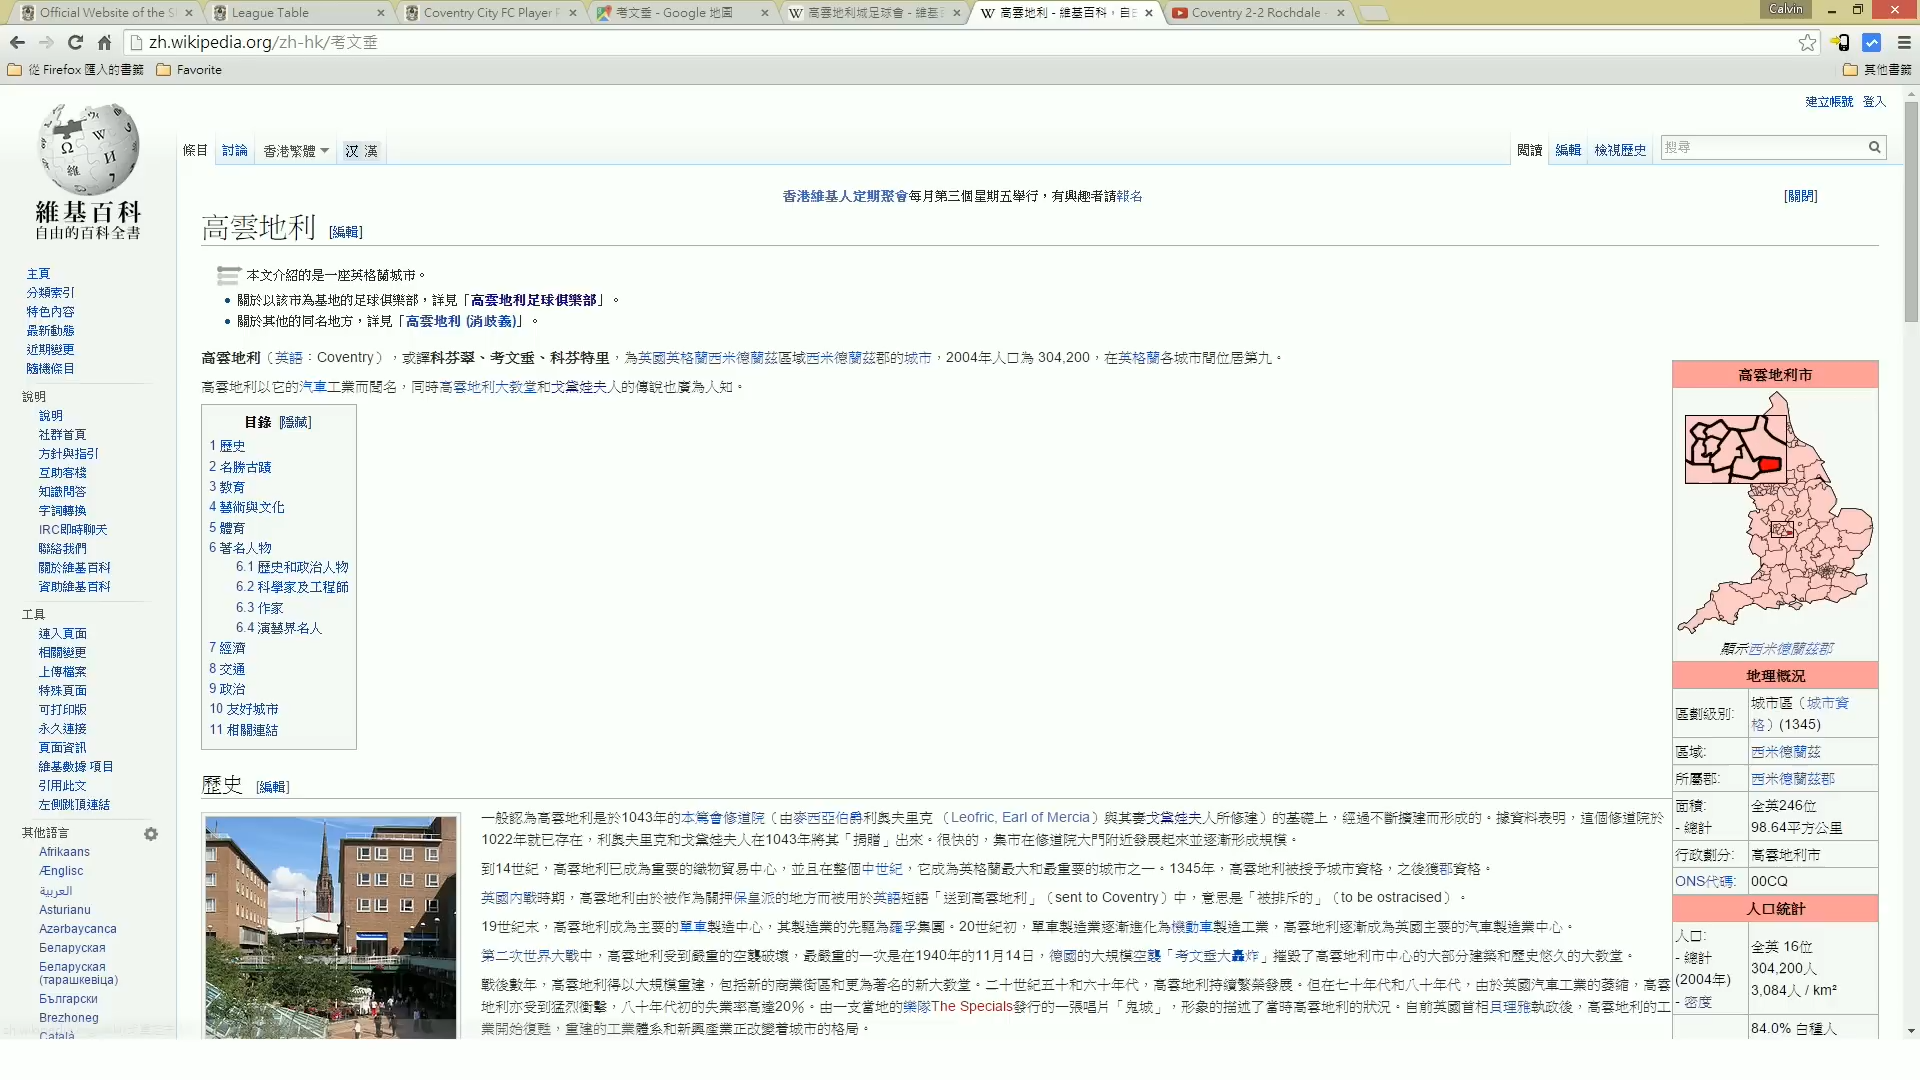 Official Website of the S
League Table
Coventry City FC Player F
考文垂 - Google 地圖
高雲地利城足球會 - 維基
高雲地利 - 維基百科,自由
Coventry 2-2 Rochdale -
Calvin
zh.wikipedia.org/zh-hk/考文垂
從 Firefox 匯入的書籤
Favorite
其他書籤
建立帳號 登入
條目 討論 香港繁體 汉 漢
閱讀 編輯 檢視歷史 搜尋
香港維基人定期聚會每月第三個星期五舉行,有興趣者請報名
[關閉]
維基百科
自由的百科全書
主頁
分類索引
特色內容
最新動態
近期變更
隨機條目
說明
說明
社群首頁
方針與指引
互助客棧
知識問答
字詞轉換
IRC即時聊天
聯絡我們
關於維基百科
資助維基百科
工具
連入頁面
相關變更
上傳檔案
特殊頁面
可打印版
永久連接
頁面資訊
維基數據 項目
引用此文
左側跳頂連結
其他語言
Afrikaans
Ænglisc
العربية
Asturianu
Azərbaycanca
Беларуская
Беларуская
(тарашкевіца)
Български
Brezhoneg
Català
高雲地利 [編輯]
本文介紹的是一座英格蘭城市。
關於以該市為基地的足球俱樂部,詳見「高雲地利足球俱樂部」。
關於其他的同名地方,詳見「高雲地利 (消歧義)」。
高雲地利(英語:Coventry),或譯科芬翠、考文垂、科芬特里,為英國英格蘭西米德蘭茲區域西米德蘭茲郡的城市,2004年人口為 304,200,在英格蘭各城市間位居第九。
高雲地利以它的汽車工業而聞名,同時高雲地利大教堂和戈黛娃夫人的傳說也廣為人知。
目錄 [隱藏]
1 歷史
2 名勝古蹟
3 教育
4 藝術與文化
5 體育
6 著名人物
6.1 歷史和政治人物
6.2 科學家及工程師
6.3 作家
6.4 演藝界名人
7 經濟
8 交通
9 政治
10 友好城市
11 相關連結
歷史 [編輯]
一般認為高雲地利是於1043年的本篤會修道院(由麥西亞伯爵利奧夫里克 (Leofric, Earl of Mercia)與其妻戈黛娃夫人所修建)的基礎上,經過不斷擴建而形成的。據資料表明,這個修道院於
1022年就已存在,利奧夫里克和戈黛娃夫人在1043年將其「捐贈」出來。很快的,集市在修道院大門附近發展起來並逐漸形成規模。
到14世紀,高雲地利已成為重要的織物貿易中心,並且在整個中世紀,它成為英格蘭最大和最重要的城市之一。1345年,高雲地利被授予城市資格,之後獲郡資格。
英國內戰時期,高雲地利由於被作為關押保皇派的地方而被用於英語短語「送到高雲地利」(sent to Coventry)中,意思是「被排斥的」(to be ostracised)。
19世紀末,高雲地利成為主要的單車製造中心,其製造業的先驅為羅孚集團。20世紀初,單車製造業逐漸進化為機動車製造工業,高雲地利逐漸成為英國主要的汽車製造業中心。
第二次世界大戰中,高雲地利受到嚴重的空襲破壞,最嚴重的一次是在1940年的11月14日,德國的大規模空襲「考文垂大轟炸」摧毀了高雲地利市中心的大部分建築和歷史悠久的大教堂。
戰後數年,高雲地利得以大規模重建,包括新的商業街區和更為著名的新大教堂。二十世紀五十和六十年代,高雲地利持續繁榮發展。但在七十年代和八十年代,由於英國汽車工業的萎縮,高雲
地利亦受到猛烈衝擊,八十年代初的失業率高達20%。由一支當地的樂隊The Specials發行的一張唱片「鬼城」,形象的描述了當時高雲地利的狀況。自前英國首相貝理雅執政後,高雲地利的工
業開始復甦,重建的工業體系和新興產業正改變着城市的格局。
高雲地利市
顯示西米德蘭茲郡
地理概況
區劃級別: 城市區(城市資格)(1345)
區域: 西米德蘭茲
所屬郡: 西米德蘭茲郡
面積: 全英246位
- 總計 98.64平方公里
行政劃分: 高雲地利市
ONS代碼: 00CQ
人口統計
人口: 全英 16位
- 總計 304,200人
(2004年) 3,084人 / km²
- 密度
84.0% 白種人